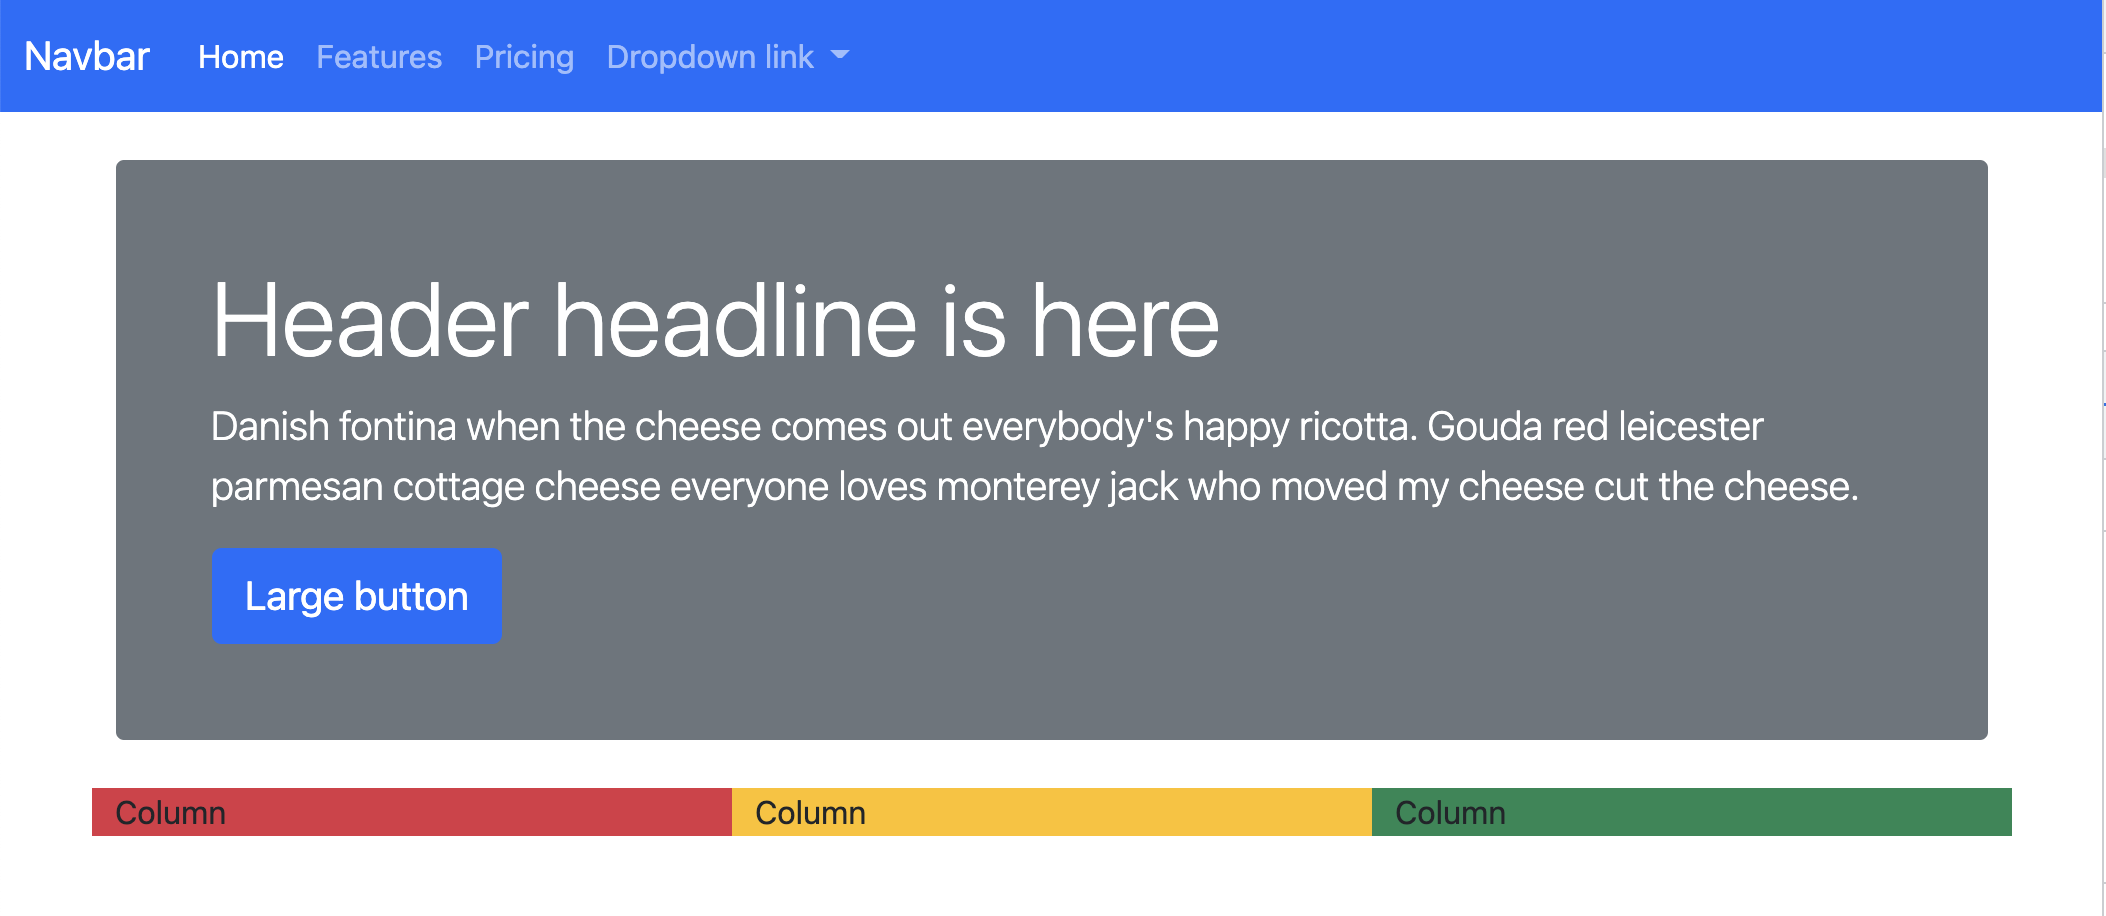 Navbar Home Features Pricing Dropdown link
Header headline is here
Danish fontina when the cheese comes out everybody's happy ricotta. Gouda red leicester
parmesan cottage cheese everyone loves monterey jack who moved my cheese cut the cheese.
Large button
Column Column Column